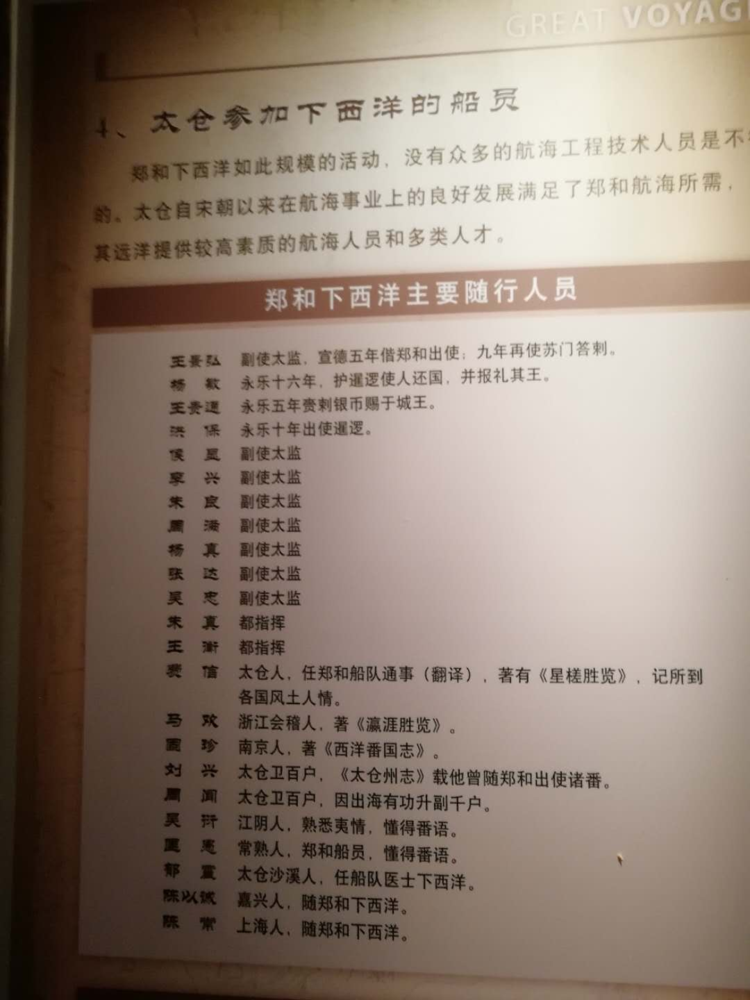 GREAT VOYAG
4、太仓参加下西洋的船员
郑和下西洋如此规模的活动，没有众多的航海工程技术人员是不
的。太仓自宋朝以来在航海事业上的良好发展满足了郑和航海所需，
其远洋提供较高素质的航海人员和多类人才。
郑和下西洋主要随行人员
王景弘 副使太监，宣德五年偕郑和出使；九年再使苏门答剌。
杨 敏 永乐十六年，护暹逻使人还国，并报礼其王。
王贵通 永乐五年赍剌银币赐于城王。
洪 保 永乐十年出使暹逻。
侯 显 副使太监
李 兴 副使太监
朱 良 副使太监
周 满 副使太监
杨 真 副使太监
张 达 副使太监
吴 忠 副使太监
朱 真 都指挥
王 衡 都指挥
费 信 太仓人，任郑和船队通事（翻译），著有《星槎胜览》，记所到
各国风土人情。
马 欢 浙江会稽人，著《瀛涯胜览》。
巩 珍 南京人，著《西洋番国志》。
刘 兴 太仓卫百户，《太仓州志》载他曾随郑和出使诸番。
周 闻 太仓卫百户，因出海有功升副千户。
吴 江阴人，熟悉夷情，懂得番语。
匡 愚 常熟人，郑和船员，懂得番语。
郁 震 太仓沙溪人，任船队医士下西洋。
陈以诚 嘉兴人，随郑和下西洋。
陈 常 上海人，随郑和下西洋。